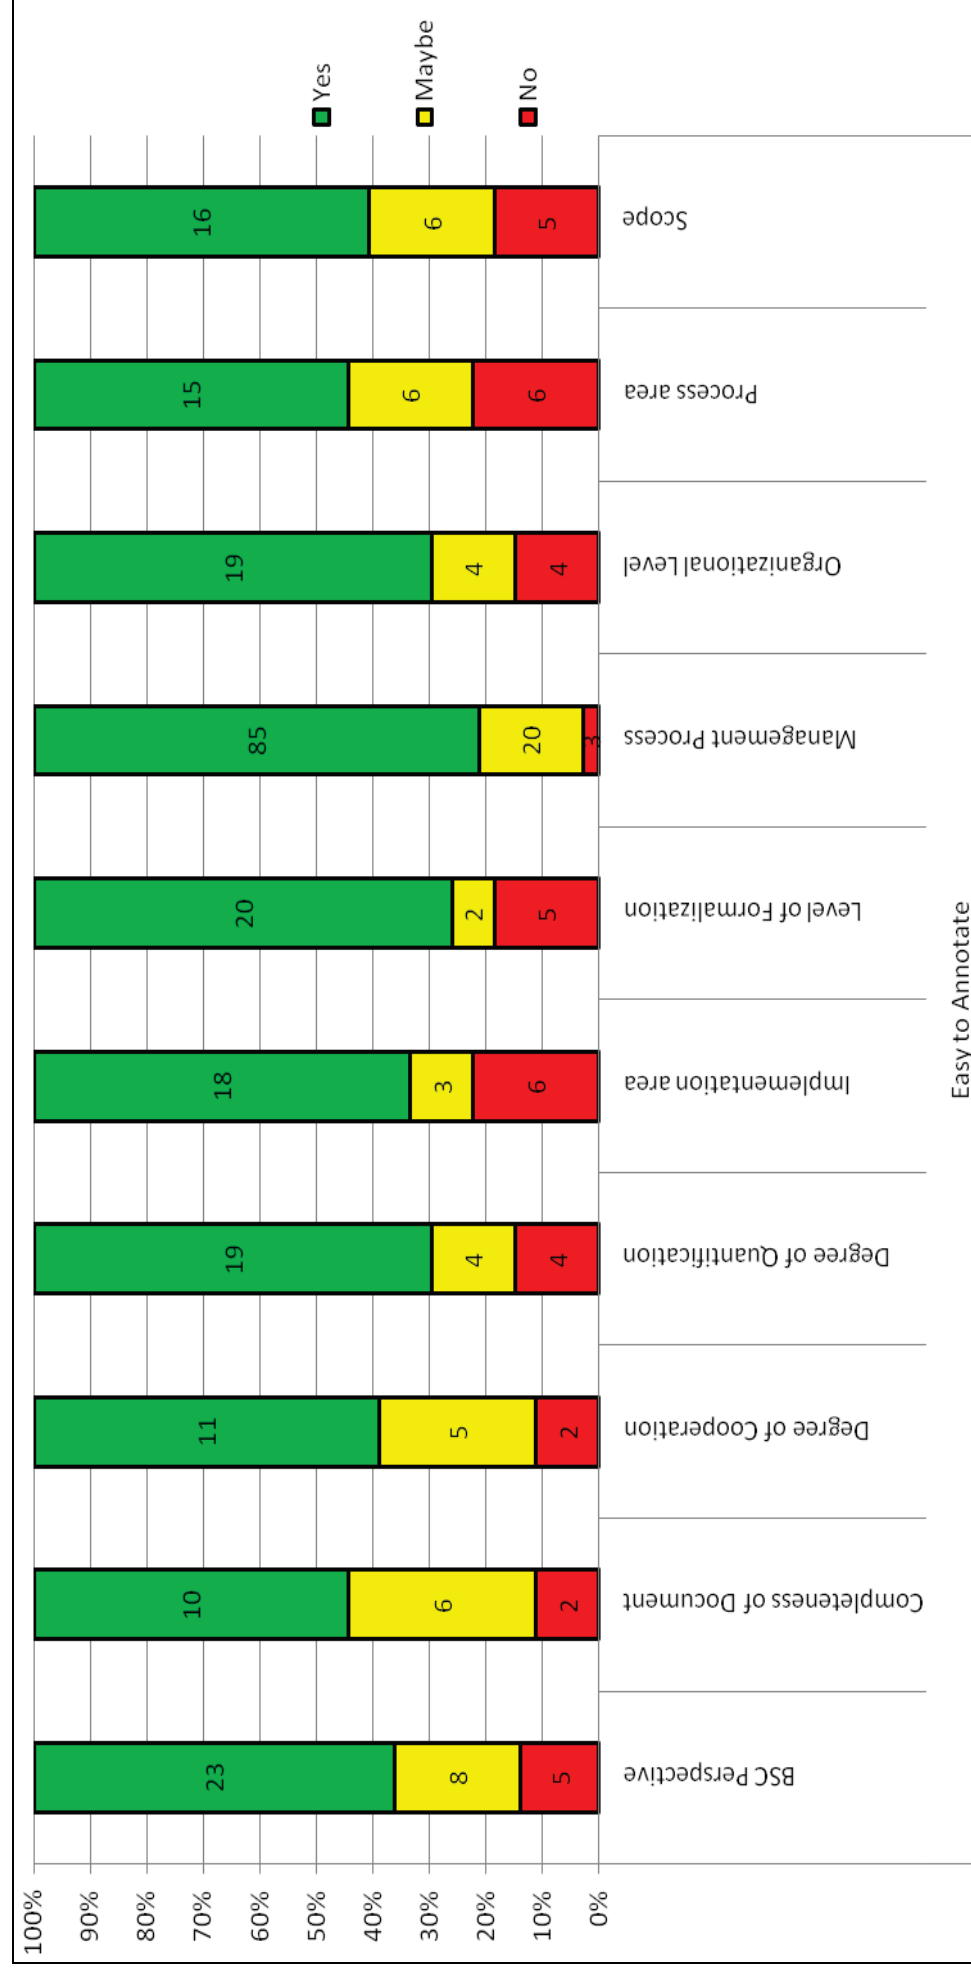 100%
90%
80%
70%
60%
50%
40%
30%
20%
10%
0%
23
8
5
10
6
2
11
5
2
19
4
4
18
3
6
20
2
5
85
20
3
19
4
4
15
6
6
16
6
5
BSC Perspective
Completeness of Document
Degree of Cooperation
Degree of Quantification
Implementation area
Level of Formalization
Management Process
Organizational Level
Process area
Scope
Easy to Annotate
Yes
Maybe
No